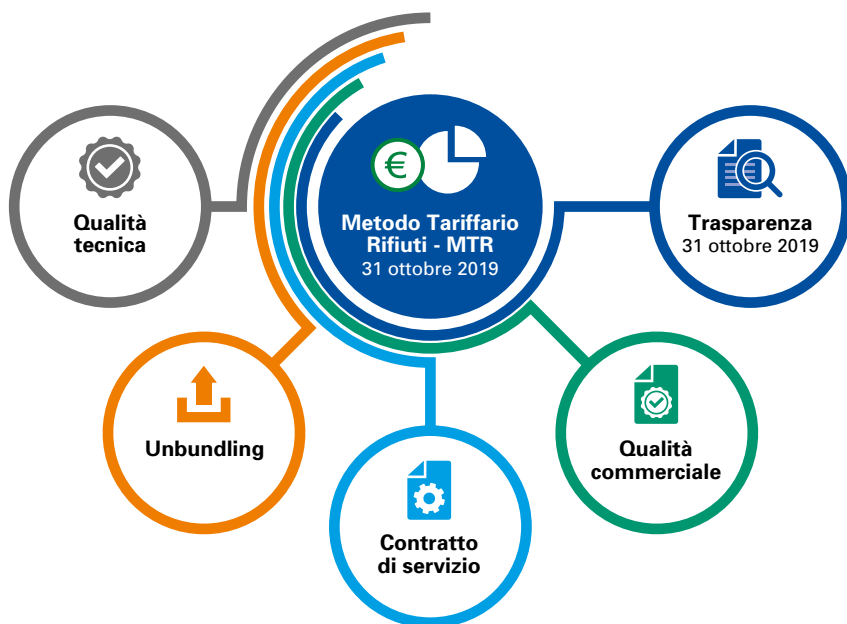 Qualità
tecnica
€
Metodo Tariffario
Rifiuti - MTR
31 ottobre 2019
Trasparenza
31 ottobre 2019
Unbundling
Contratto
di servizio
Qualità
commerciale